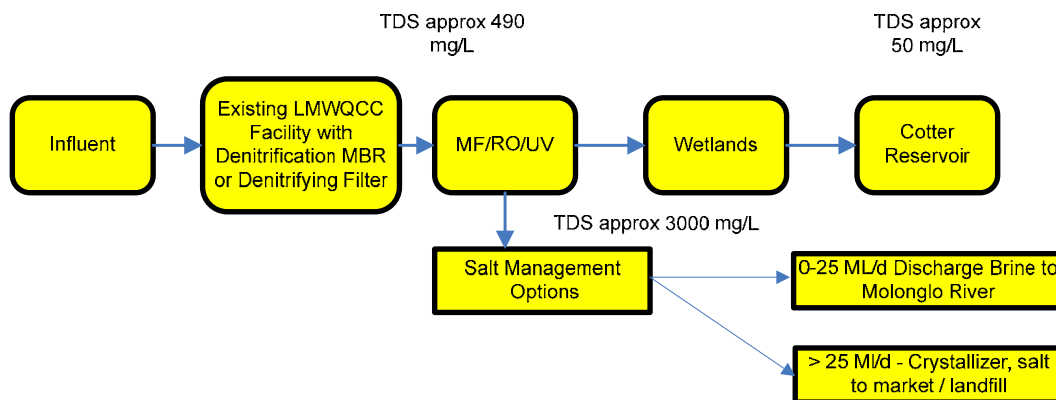 TDS approx 490
mg/L
TDS approx
50 mg/L
Influent
Existing LMWQCC
Facility with
Denitrification MBR
or Denitrifying Filter
MF/RO/UV
Wetlands
Cotter
Reservoir
TDS approx 3000 mg/L
Salt Management
Options
0-25 ML/d Discharge Brine to
Molonglo River
> 25 Ml/d - Crystallizer, salt
to market / landfill